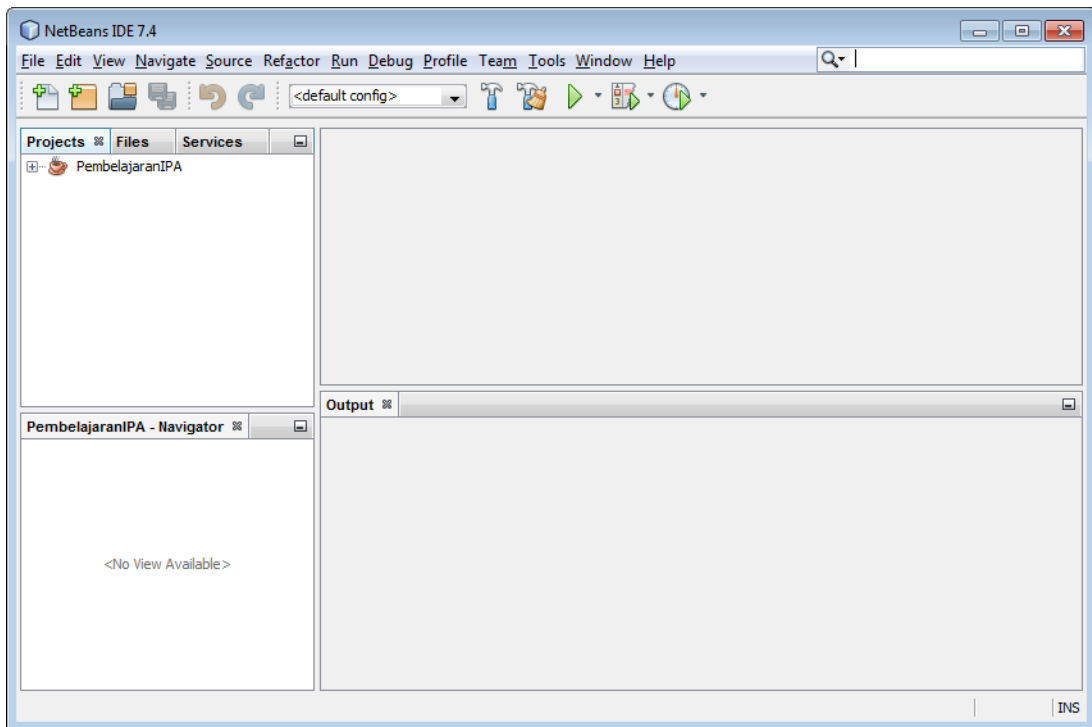 NetBeans IDE 7.4
File Edit View Navigate Source Refactor Run Debug Profile Team Tools Window Help
<default config>
Projects Files Services
PembelajaranIPA
Output
PembelajaranIPA - Navigator
<No View Available>
INS